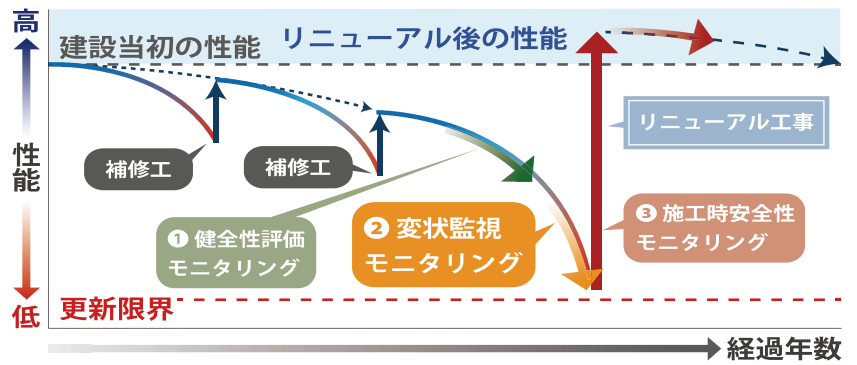 高
建設当初の性能
リニューアル後の性能
リニューアル工事
性能
補修工
補修工
❶ 健全性評価
モニタリング
❷ 変状監視
モニタリング
❸ 施工時安全性
モニタリング
低
更新限界
経過年数